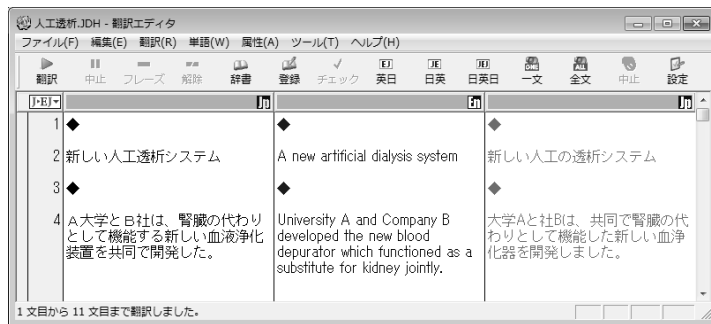 人工透析.JDH - 翻訳エディタ
ファイル(F) 編集(E) 翻訳(R) 単語(W) 属性(A) ツール(T) ヘルプ(H)
翻訳 中止 フレーズ 解除 辞書 登録 チェック 英日 日英 日英日 一文 全文 中止 設定
J▸EJ
1 ◆ ◆ ◆
2 新しい人工透析システム A new artificial dialysis system 新しい人工の透析システム
3 ◆ ◆ ◆
4 A大学とB社は、腎臓の代わり University A and Company B 大学Aと社Bは、共同で腎臓の代
として機能する新しい血液浄化 developed the new blood わりとして機能した新しい血浄
装置を共同で開発した。 depurator which functioned as a 化器を開発しました。
substitute for kidney jointly.
1 文目から 11 文目まで翻訳しました。